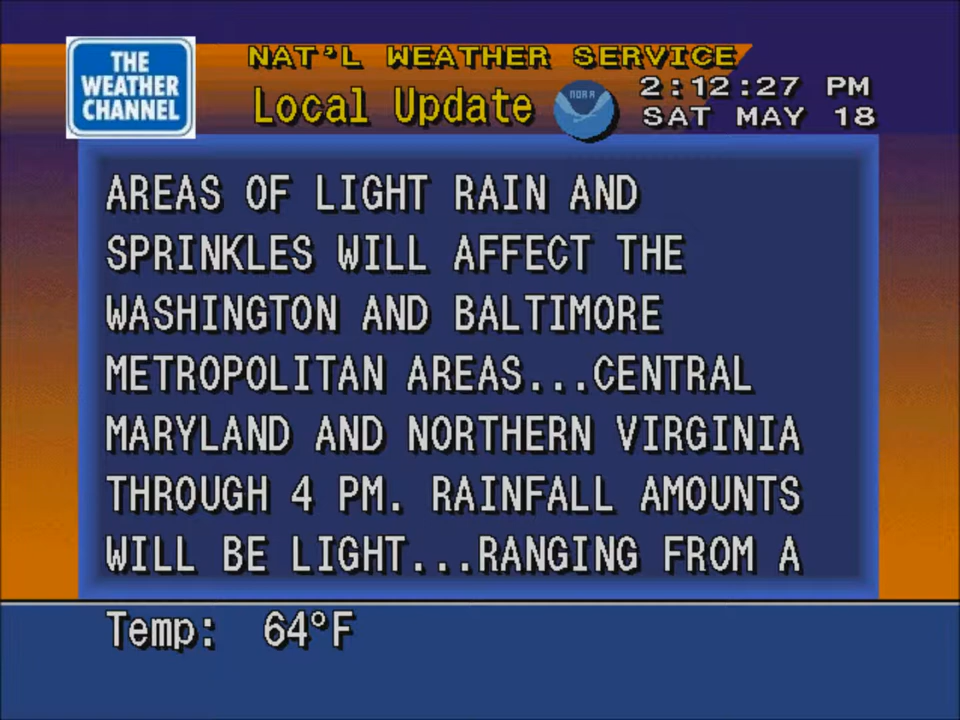 THE
WEATHER
CHANNEL
NAT'L WEATHER SERVICE
Local Update
NOAA
2:12:27 PM
SAT MAY 18
AREAS OF LIGHT RAIN AND
SPRINKLES WILL AFFECT THE
WASHINGTON AND BALTIMORE
METROPOLITAN AREAS...CENTRAL
MARYLAND AND NORTHERN VIRGINIA
THROUGH 4 PM. RAINFALL AMOUNTS
WILL BE LIGHT...RANGING FROM A
Temp: 64°F